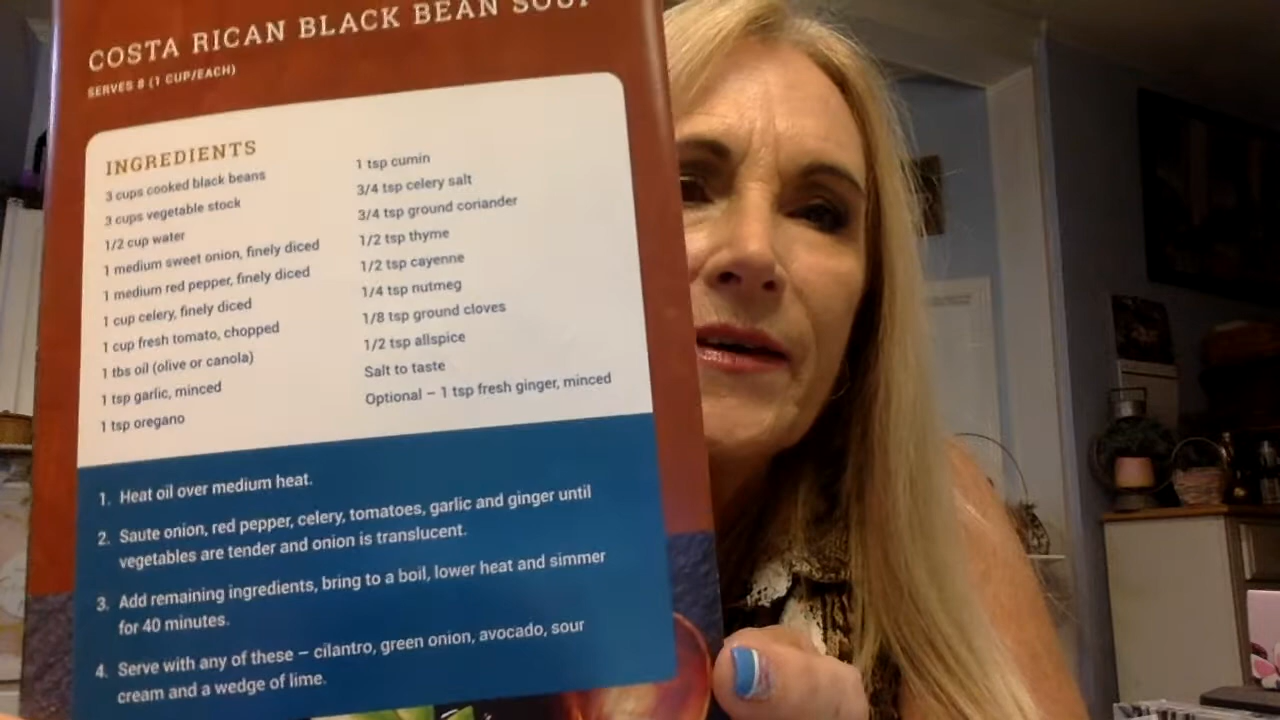 COSTA RICAN BLACK BEAN SOUP
SERVES 8 (1 CUP/EACH)
INGREDIENTS
3 cups cooked black beans
3 cups vegetable stock
1/2 cup water
1 medium sweet onion, finely diced
1 medium red pepper, finely diced
1 cup celery, finely diced
1 cup fresh tomato, chopped
1 tbs oil (olive or canola)
1 tsp garlic, minced
1 tsp oregano
1 tsp cumin
3/4 tsp celery salt
3/4 tsp ground coriander
1/2 tsp thyme
1/2 tsp cayenne
1/4 tsp nutmeg
1/8 tsp ground cloves
1/2 tsp allspice
Salt to taste
Optional – 1 tsp fresh ginger, minced
1. Heat oil over medium heat.
2. Saute onion, red pepper, celery, tomatoes, garlic and ginger until
vegetables are tender and onion is translucent.
3. Add remaining ingredients, bring to a boil, lower heat and simmer
for 40 minutes.
4. Serve with any of these – cilantro, green onion, avocado, sour
cream and a wedge of lime.